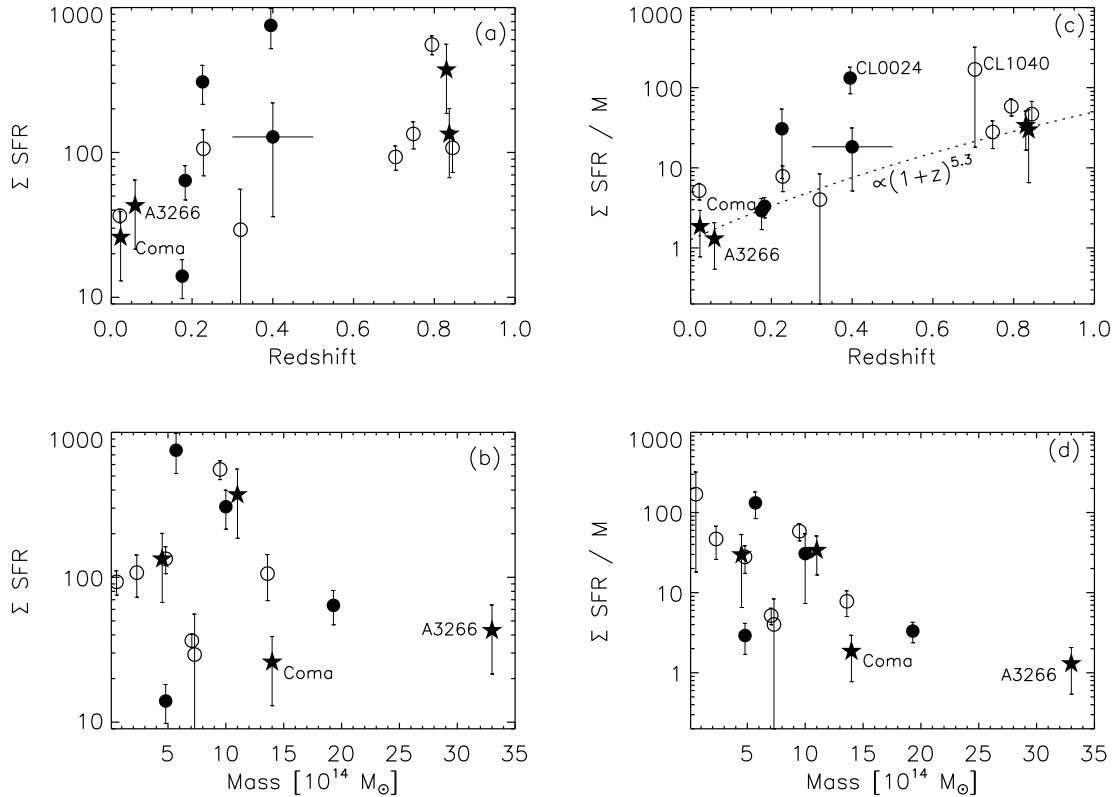 (a)
1000
100
10
Σ SFR
A3266
Coma
0.0 0.2 0.4 0.6 0.8 1.0
Redshift
(c)
1000
100
10
1
Σ SFR / M
CL0024
CL1040
Coma
A3266
∝(1+z)^5.3
0.0 0.2 0.4 0.6 0.8 1.0
Redshift
(b)
1000
100
10
Σ SFR
A3266
Coma
5 10 15 20 25 30 35
Mass [10^14 M⊙]
(d)
1000
100
10
1
Σ SFR / M
Coma
A3266
5 10 15 20 25 30 35
Mass [10^14 M⊙]